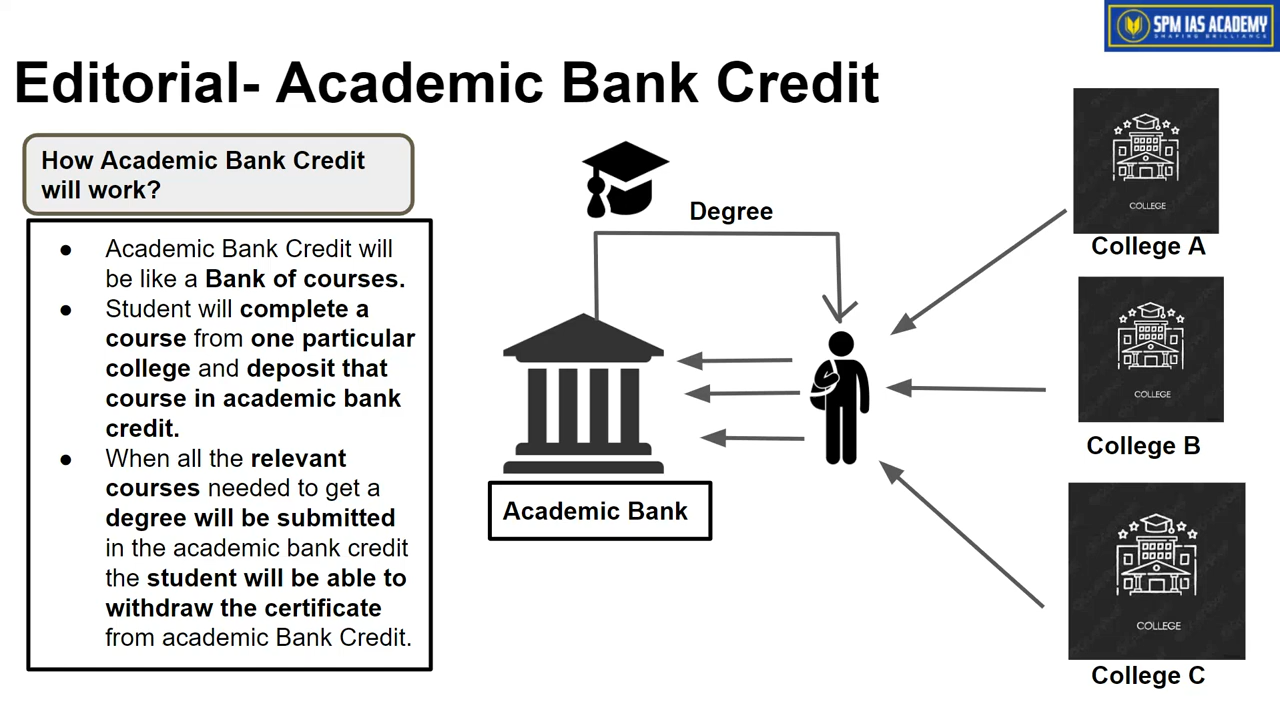 SPM IAS ACADEMY
SHAPING BRILLIANCE
Editorial- Academic Bank Credit
How Academic Bank Credit
will work?
● Academic Bank Credit will
be like a Bank of courses.
● Student will complete a
course from one particular
college and deposit that
course in academic bank
credit.
● When all the relevant
courses needed to get a
degree will be submitted
in the academic bank credit
the student will be able to
withdraw the certificate
from academic Bank Credit.
Degree
Academic Bank
COLLEGE
College A
COLLEGE
College B
COLLEGE
College C